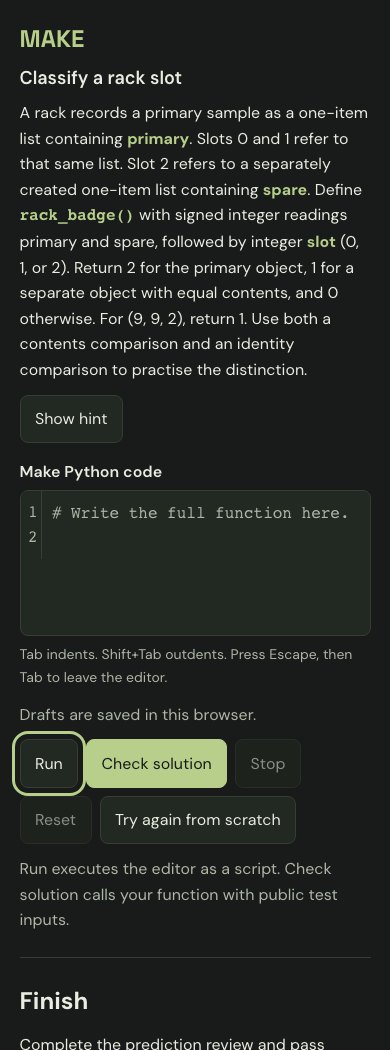 MAKE
Classify a rack slot
A rack records a primary sample as a one-item
list containing primary. Slots 0 and 1 refer to
that same list. Slot 2 refers to a separately
created one-item list containing spare. Define
rack_badge() with signed integer readings
primary and spare, followed by integer slot (0,
1, or 2). Return 2 for the primary object, 1 for a
separate object with equal contents, and 0
otherwise. For (9, 9, 2), return 1. Use both a
contents comparison and an identity
comparison to practise the distinction.
Show hint
Make Python code
1 # Write the full function here.
2
Tab indents. Shift+Tab outdents. Press Escape, then
Tab to leave the editor.
Drafts are saved in this browser.
Run Check solution Stop
Reset Try again from scratch
Run executes the editor as a script. Check
solution calls your function with public test
inputs.
Finish
Complete the prediction review and pass